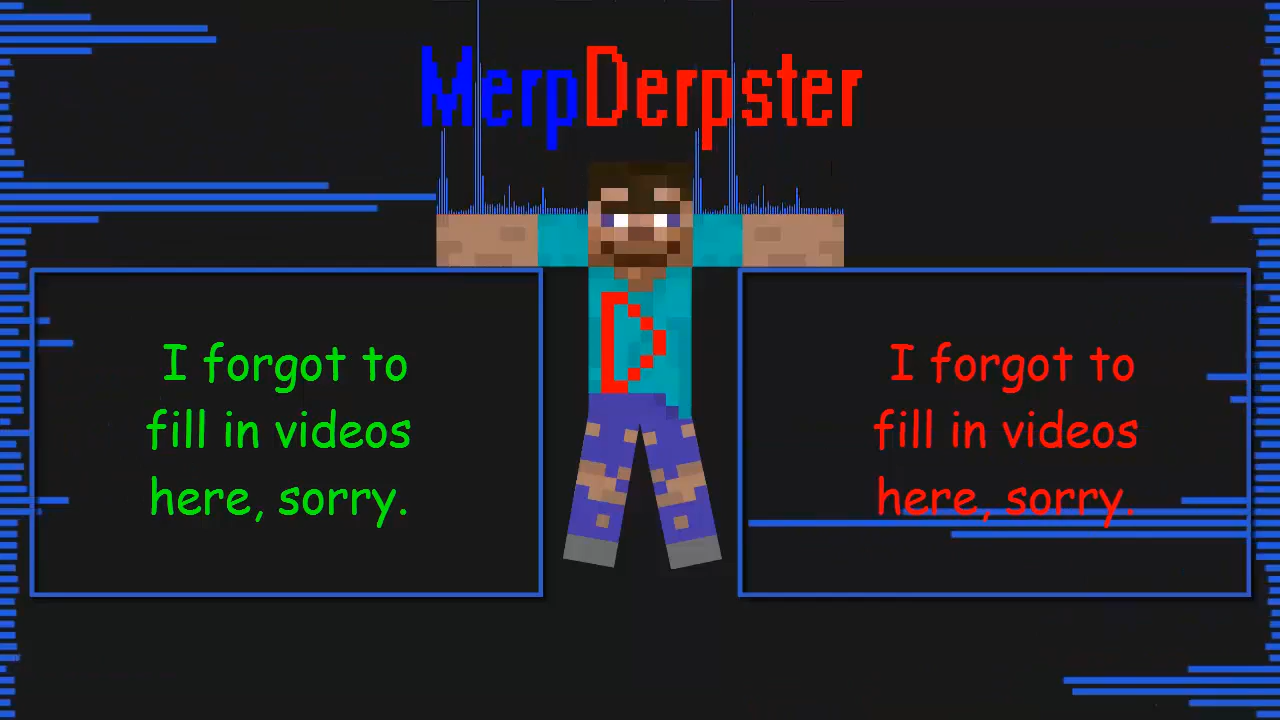 MerpDerpster
D
I forgot to
fill in videos
here, sorry.
I forgot to
fill in videos
here, sorry.